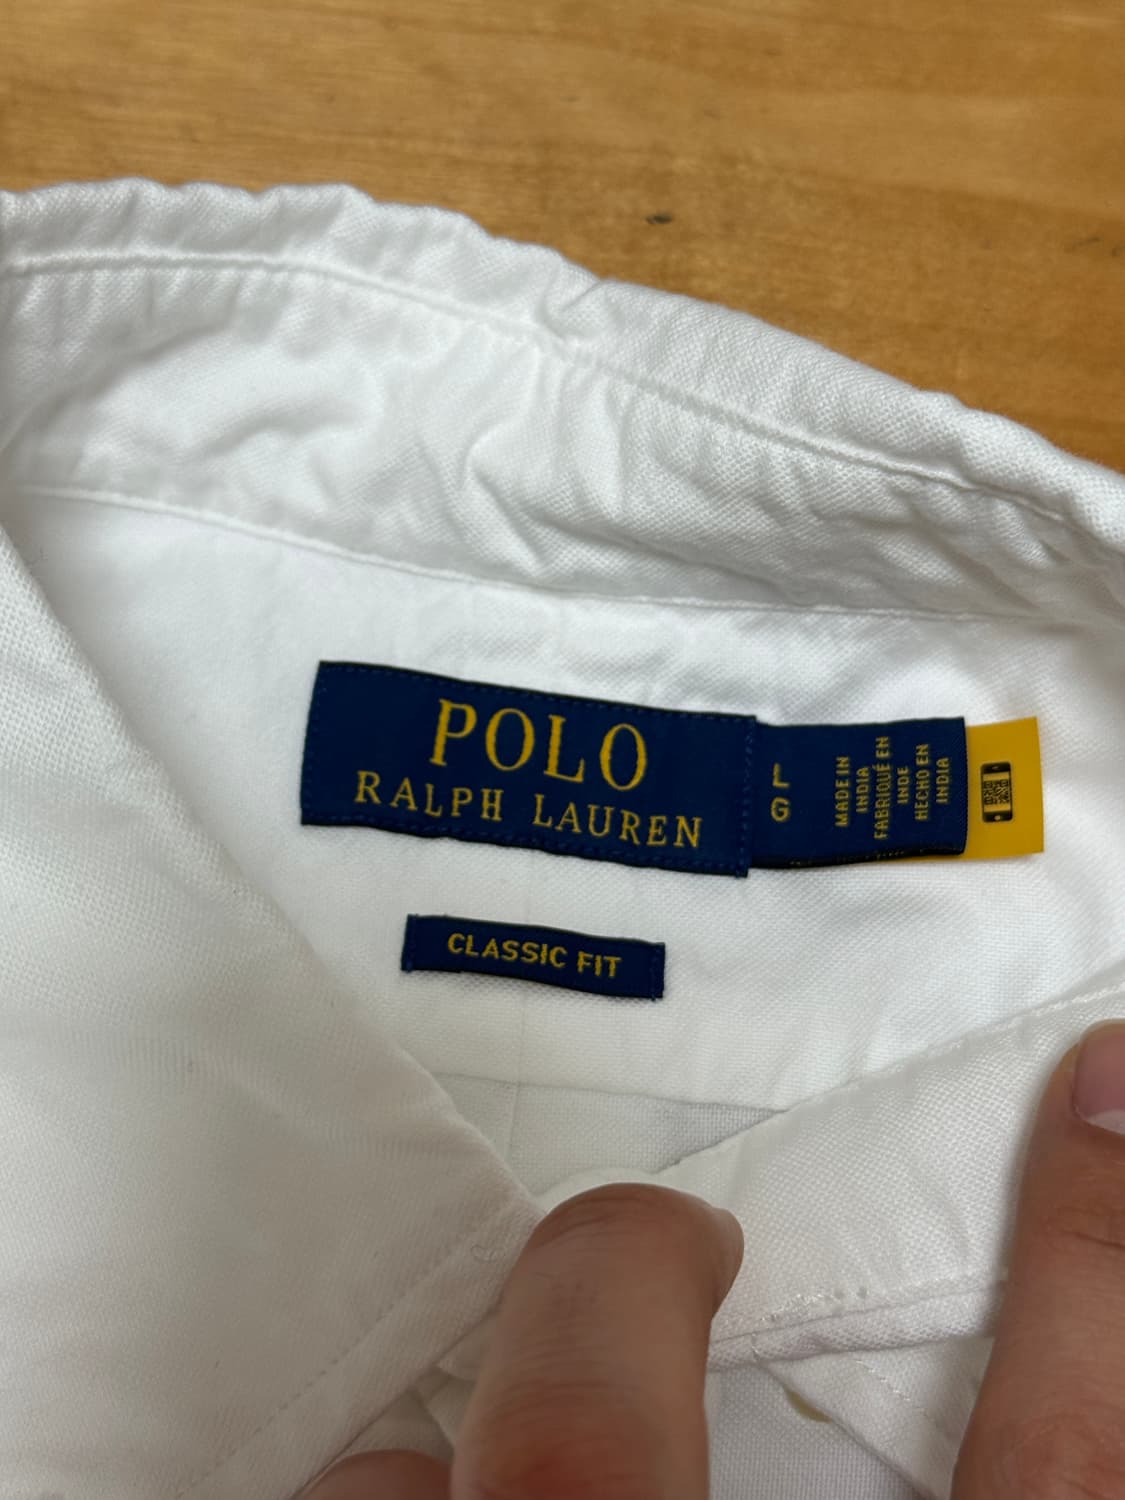 POLO
RALPH LAUREN
L
G
MADE IN
INDIA
FABRIQUÉ EN
INDE
HECHO EN
INDIA
CLASSIC FIT